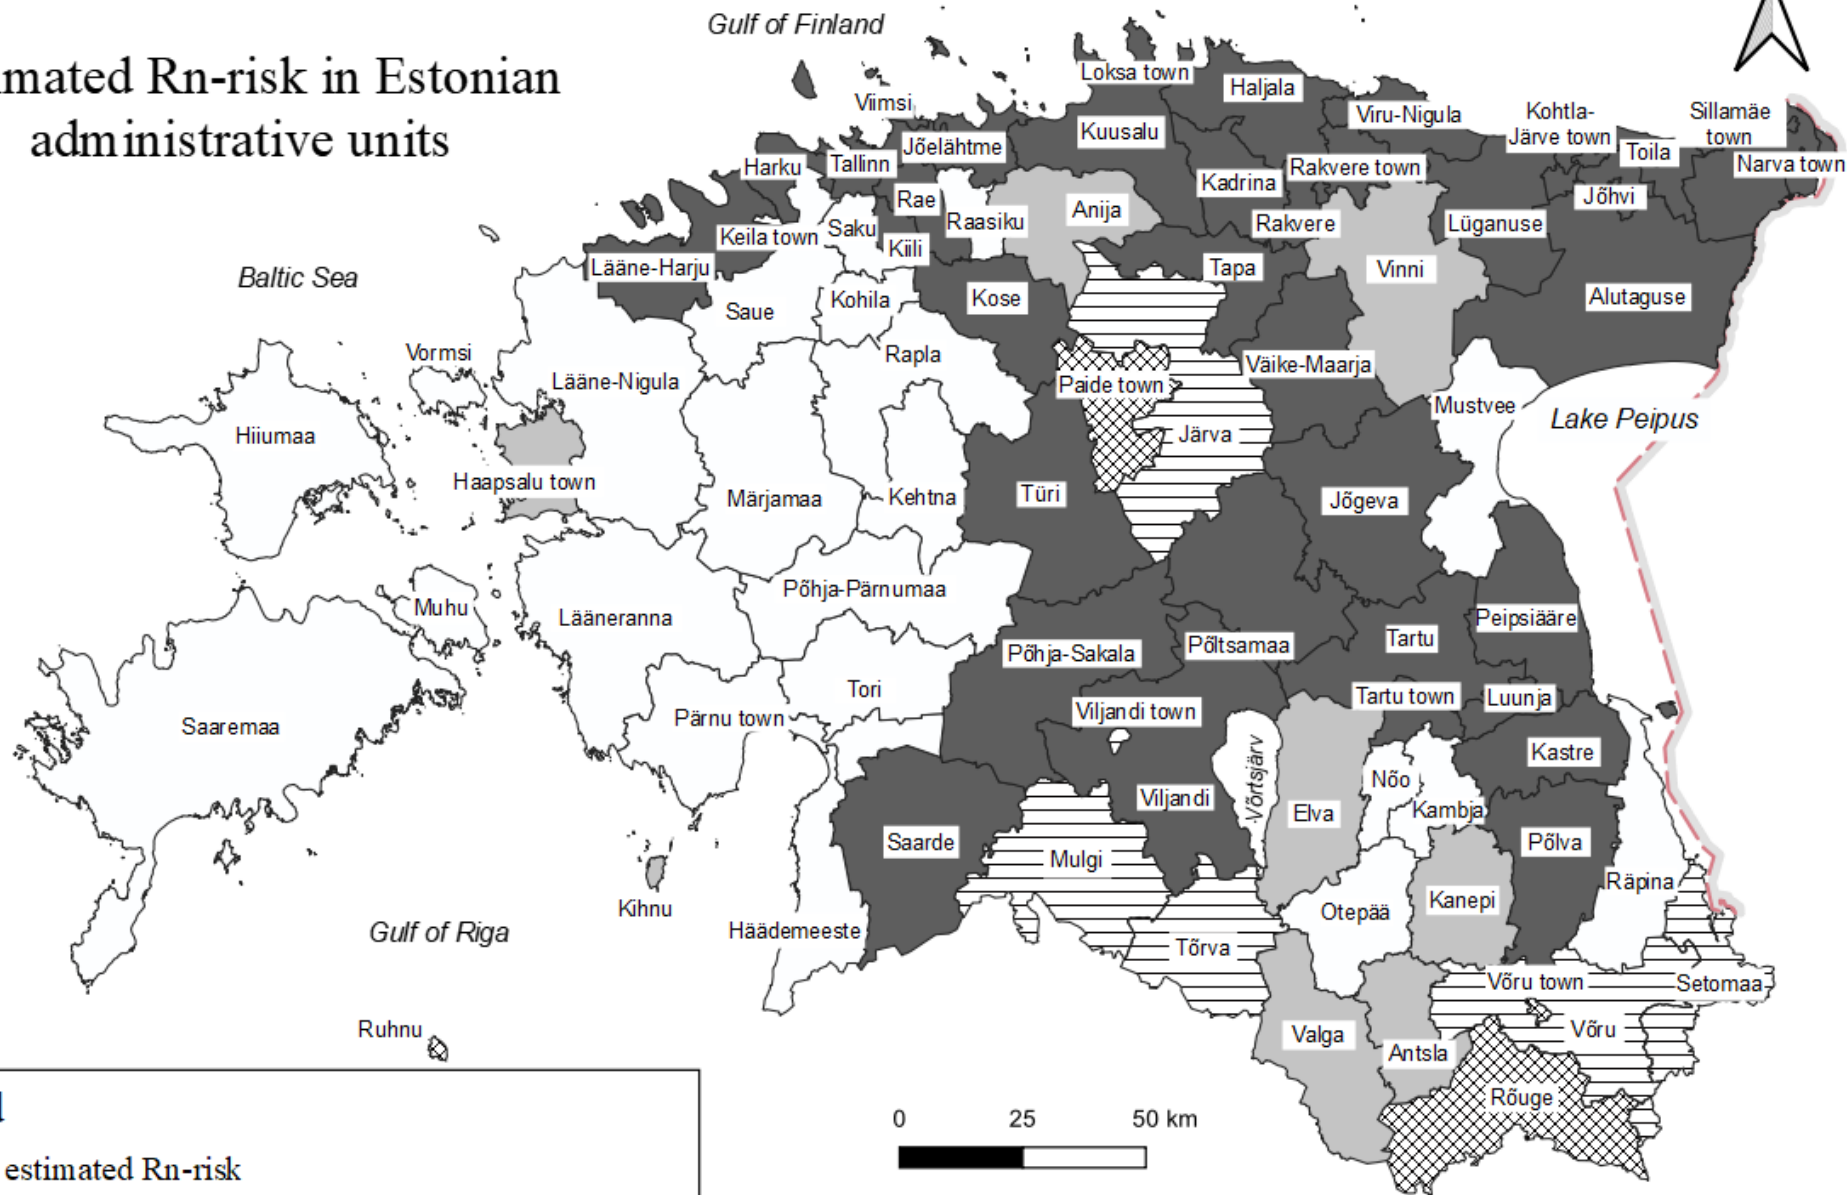 Gulf of Finland
imated Rn-risk in Estonian
administrative units
Loksa town
Haljala
Viimsi
Viru-Nigula
Kohtla-
Järve town
Sillamäe
town
Kuusalu
Jõelähtme
Toila
Harku
Tallinn
Rakvere town
Narva town
Kadrina
Jõhvi
Rae
Raasiku
Anija
Keila town
Saku
Kiili
Rakvere
Lüganuse
Baltic Sea
Lääne-Harju
Tapa
Vinni
Saue
Kohila
Kose
Alutaguse
Vormsi
Rapla
Lääne-Nigula
Paide town
Väike-Maarja
Mustvee
Lake Peipus
Hiiumaa
Järva
Haapsalu town
Märjamaa
Kehtna
Türi
Jõgeva
Põhja-Pärnumaa
Muhu
Lääneranna
Peipsiääre
Põhja-Sakala
Põltsamaa
Tartu
Tori
Tartu town
Luunja
Saaremaa
Pärnu town
Viljandi town
Kastre
Võrtsjärv
Nõo
Viljandi
Elva
Kambja
Saarde
Mulgi
Põlva
Räpina
Kihnu
Otepää
Kanepi
Gulf of Riga
Häädemeeste
Tõrva
Võru town
Setomaa
Ruhnu
Valga
Antsla
Võru
Rõuge
0 25 50 km
estimated Rn-risk